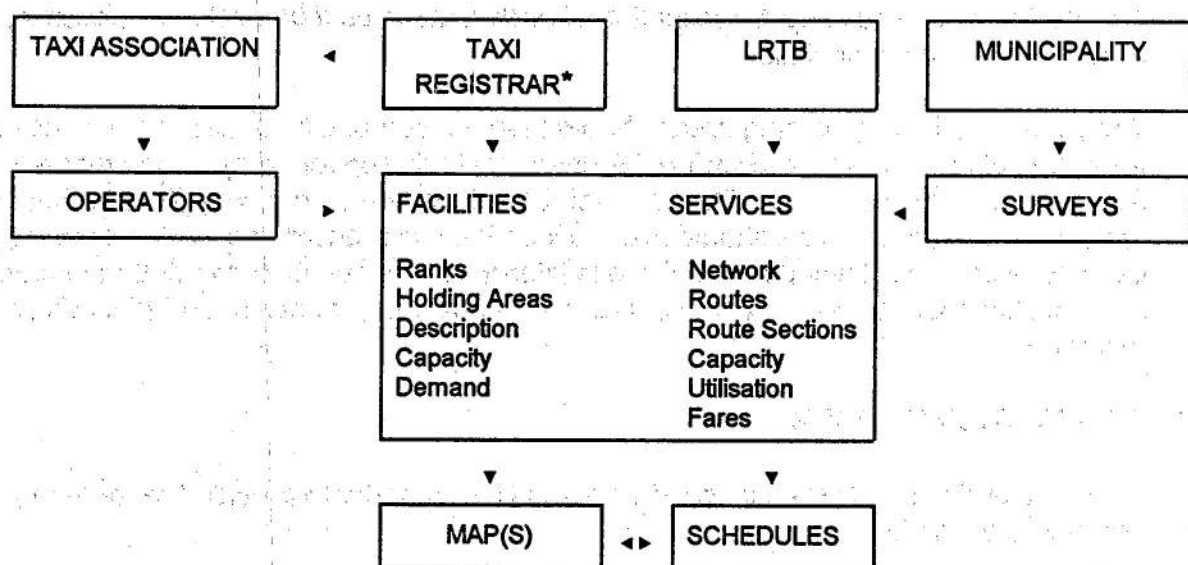 TAXI ASSOCIATION
TAXI
REGISTRAR*
LRTB
MUNICIPALITY
OPERATORS
FACILITIES
SERVICES
SURVEYS
Ranks
Holding Areas
Description
Capacity
Demand
Network
Routes
Route Sections
Capacity
Utilisation
Fares
MAP(S)
SCHEDULES